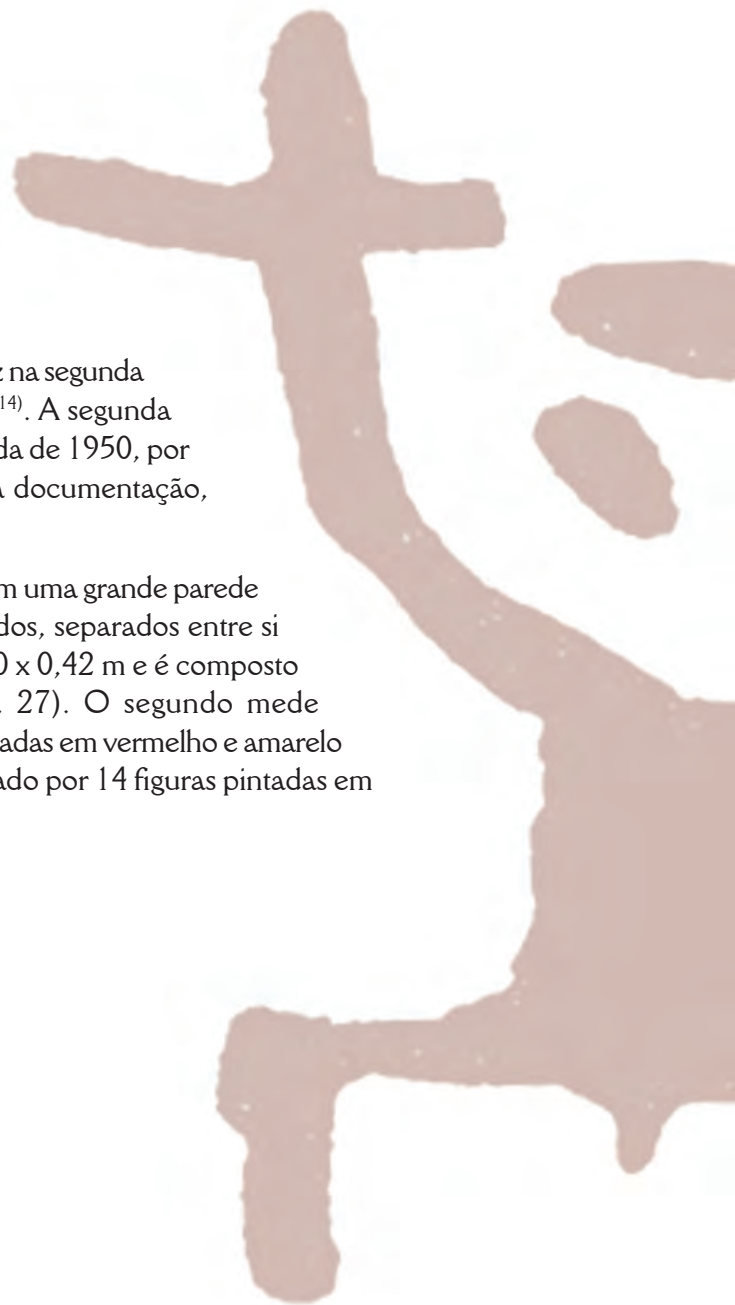 na segunda
14). A segunda
da de 1950, por
documentação,
m uma grande parede
dos, separados entre si
0 x 0,42 m e é composto
27). O segundo mede
adas em vermelho e amarelo
ado por 14 figuras pintadas em